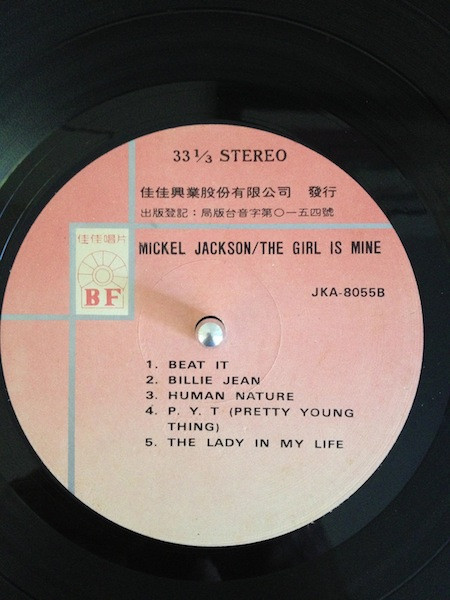 33 1/3 STEREO
佳佳興業股份有限公司 發行
出版登記：局版台音字第〇一五四號
佳佳唱片
BF
MICKEL JACKSON/THE GIRL IS MINE
JKA-8055B
1. BEAT IT
2. BILLIE JEAN
3. HUMAN NATURE
4. P. Y. T (PRETTY YOUNG
THING)
5. THE LADY IN MY LIFE